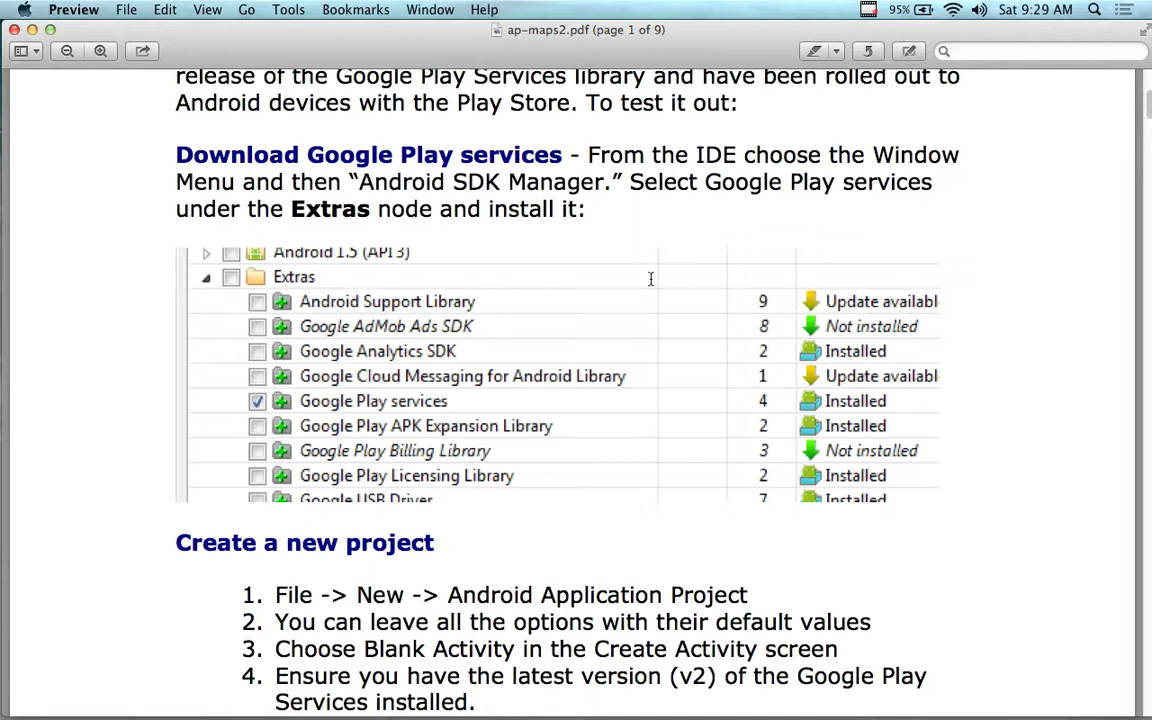 Preview File Edit View Go Tools Bookmarks Window Help 95% Sat 9:29 AM
ap-maps2.pdf (page 1 of 9)
release of the Google Play Services library and have been rolled out to
Android devices with the Play Store. To test it out:
Download Google Play services - From the IDE choose the Window
Menu and then “Android SDK Manager.” Select Google Play services
under the Extras node and install it:
Android 1.5 (API 3)
Extras
Android Support Library 9 Update availabl
Google AdMob Ads SDK 8 Not installed
Google Analytics SDK 2 Installed
Google Cloud Messaging for Android Library 1 Update availabl
Google Play services 4 Installed
Google Play APK Expansion Library 2 Installed
Google Play Billing Library 3 Not installed
Google Play Licensing Library 2 Installed
Google USB Driver 7 Installed
Create a new project
1. File -> New -> Android Application Project
2. You can leave all the options with their default values
3. Choose Blank Activity in the Create Activity screen
4. Ensure you have the latest version (v2) of the Google Play
Services installed.